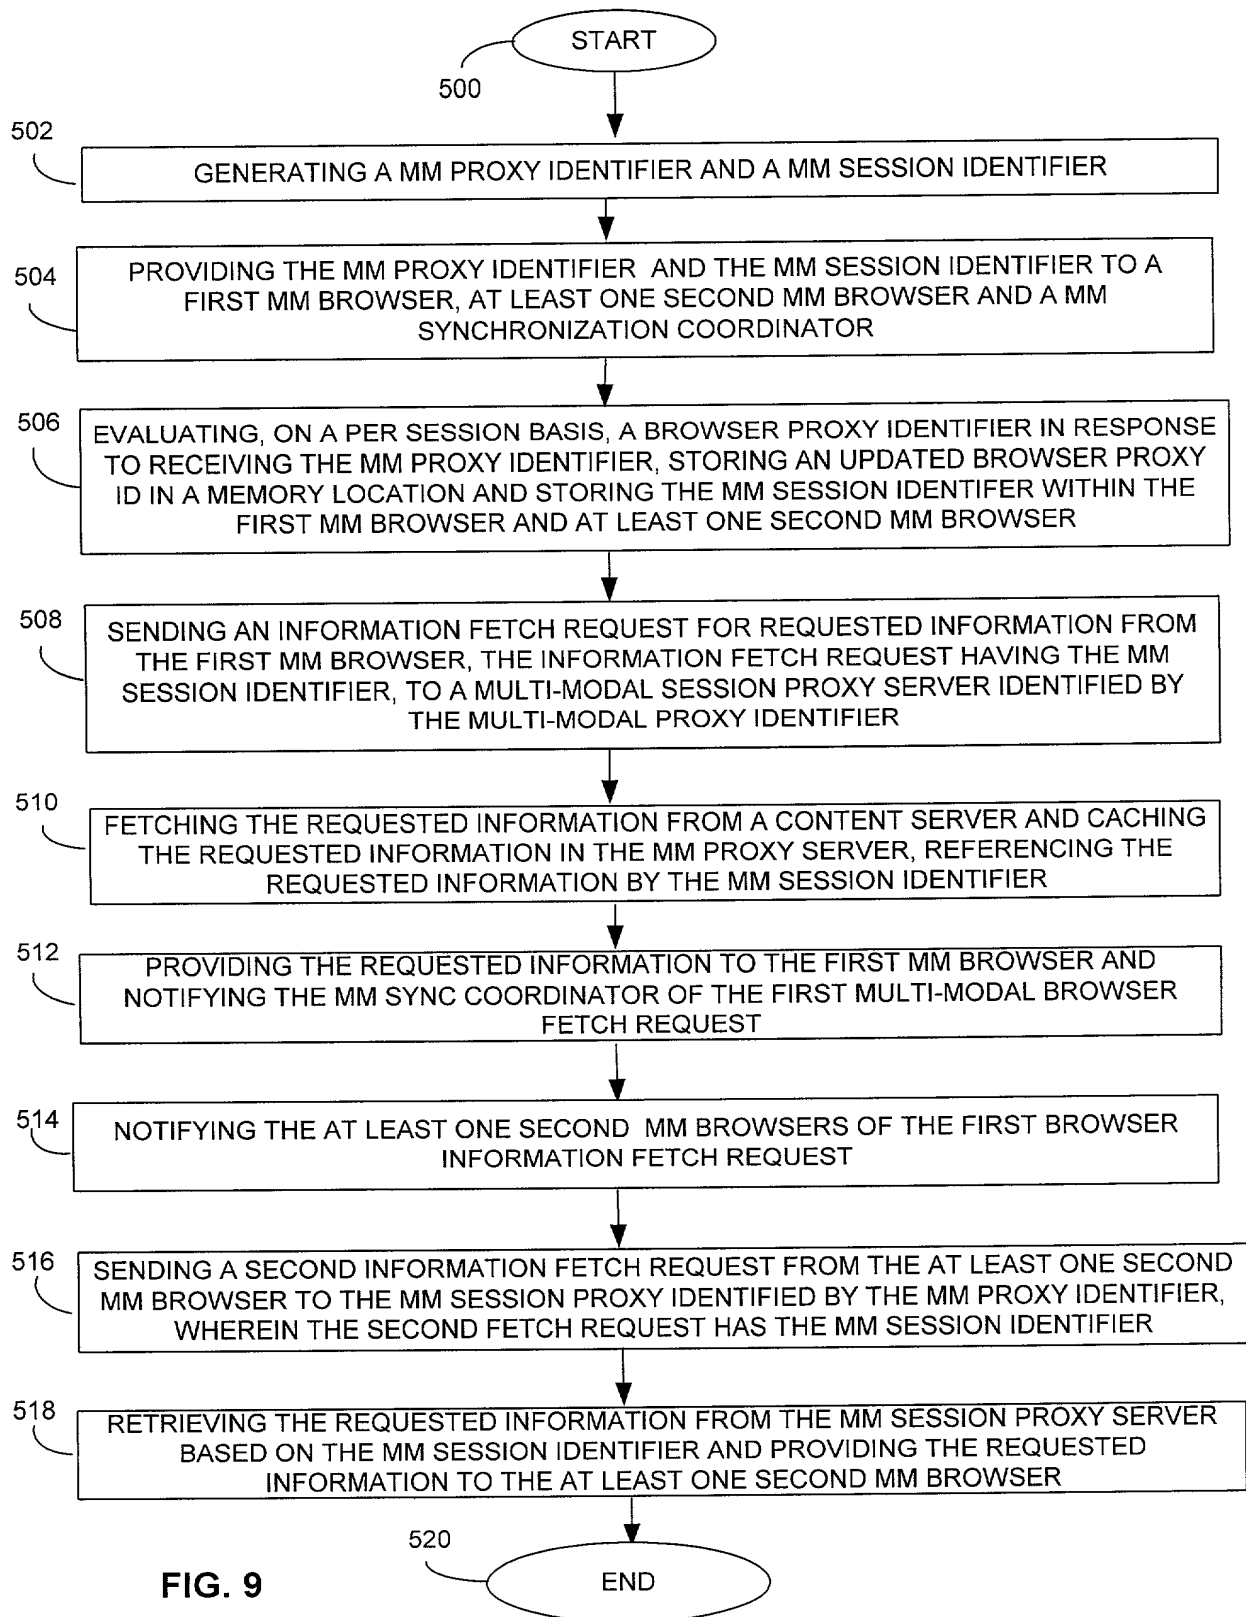 START
500
502
GENERATING A MM PROXY IDENTIFIER AND A MM SESSION IDENTIFIER
504
PROVIDING THE MM PROXY IDENTIFIER AND THE MM SESSION IDENTIFIER TO A
FIRST MM BROWSER, AT LEAST ONE SECOND MM BROWSER AND A MM
SYNCHRONIZATION COORDINATOR
506
EVALUATING, ON A PER SESSION BASIS, A BROWSER PROXY IDENTIFIER IN RESPONSE
TO RECEIVING THE MM PROXY IDENTIFIER, STORING AN UPDATED BROWSER PROXY
ID IN A MEMORY LOCATION AND STORING THE MM SESSION IDENTIFER WITHIN THE
FIRST MM BROWSER AND AT LEAST ONE SECOND MM BROWSER
508
SENDING AN INFORMATION FETCH REQUEST FOR REQUESTED INFORMATION FROM
THE FIRST MM BROWSER, THE INFORMATION FETCH REQUEST HAVING THE MM
SESSION IDENTIFIER, TO A MULTI-MODAL SESSION PROXY SERVER IDENTIFIED BY
THE MULTI-MODAL PROXY IDENTIFIER
510
FETCHING THE REQUESTED INFORMATION FROM A CONTENT SERVER AND CACHING
THE REQUESTED INFORMATION IN THE MM PROXY SERVER, REFERENCING THE
REQUESTED INFORMATION BY THE MM SESSION IDENTIFIER
512
PROVIDING THE REQUESTED INFORMATION TO THE FIRST MM BROWSER AND
NOTIFYING THE MM SYNC COORDINATOR OF THE FIRST MULTI-MODAL BROWSER
FETCH REQUEST
514
NOTIFYING THE AT LEAST ONE SECOND MM BROWSERS OF THE FIRST BROWSER
INFORMATION FETCH REQUEST
516
SENDING A SECOND INFORMATION FETCH REQUEST FROM THE AT LEAST ONE SECOND
MM BROWSER TO THE MM SESSION PROXY IDENTIFIED BY THE MM PROXY IDENTIFIER,
WHEREIN THE SECOND FETCH REQUEST HAS THE MM SESSION IDENTIFIER
518
RETRIEVING THE REQUESTED INFORMATION FROM THE MM SESSION PROXY SERVER
BASED ON THE MM SESSION IDENTIFIER AND PROVIDING THE REQUESTED
INFORMATION TO THE AT LEAST ONE SECOND MM BROWSER
520
END
FIG. 9